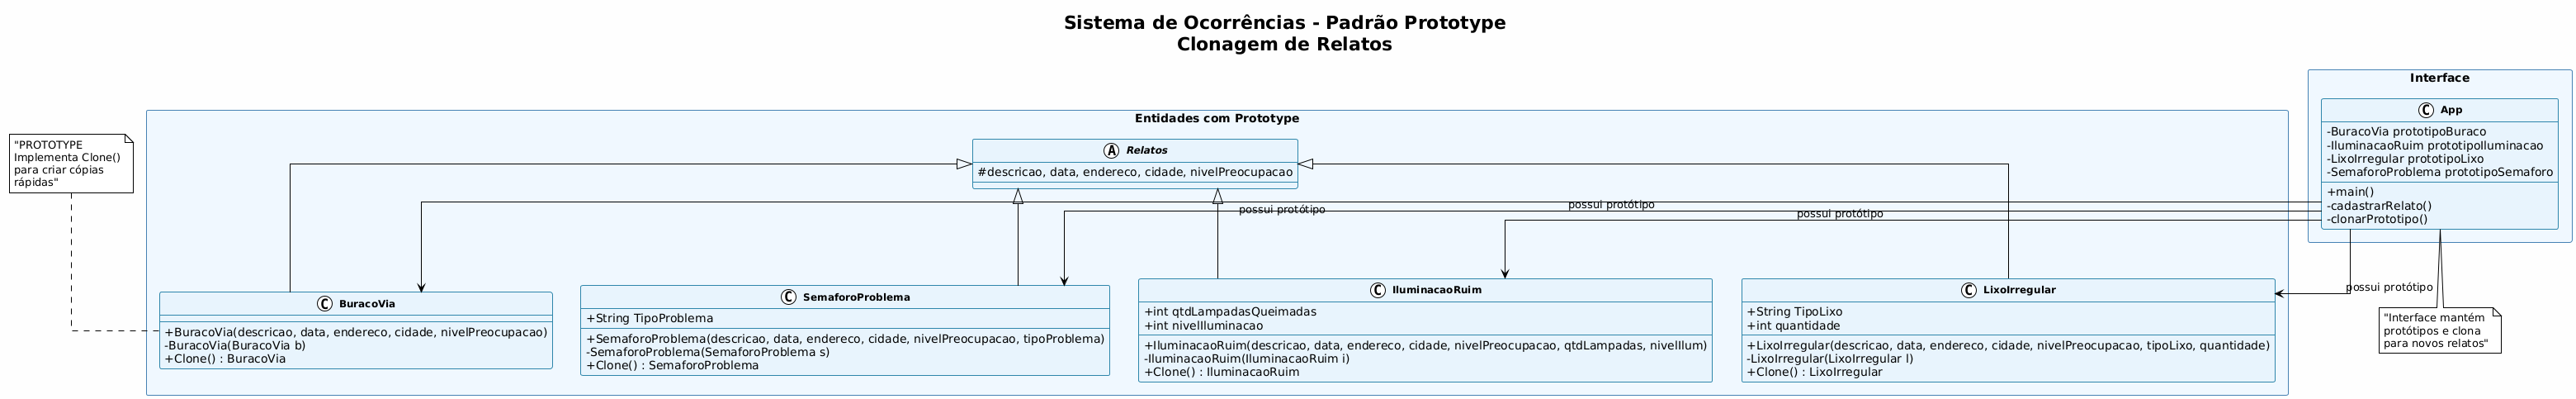 Sistema de Ocorrências - Padrão Prototype
Clonagem de Relatos
Interface
App
-BuracoVia prototipoBuraco
-IluminacaoRuim prototipoIluminacao
-LixoIrregular prototipoLixo
-SemaforoProblema prototipoSemaforo
+main()
-cadastrarRelato()
-clonarPrototipo()
Entidades com Prototype
"PROTOTYPE
Implementa Clone()
para criar cópias
rápidas"
Relatos
#descricao, data, endereco, cidade, nivelPreocupacao
possui protótipo
possui protótipo
possui protótipo
possui protótipo
BuracoVia
+BuracoVia(descricao, data, endereco, cidade, nivelPreocupacao)
-BuracoVia(BuracoVia b)
+Clone() : BuracoVia
SemaforoProblema
+String TipoProblema
+SemaforoProblema(descricao, data, endereco, cidade, nivelPreocupacao, tipoProblema)
-SemaforoProblema(SemaforoProblema s)
+Clone() : SemaforoProblema
IluminacaoRuim
+int qtdLampadasQueimadas
+int nivelIluminacao
+IluminacaoRuim(descricao, data, endereco, cidade, nivelPreocupacao, qtdLampadas, nivelIlum)
-IluminacaoRuim(IluminacaoRuim i)
+Clone() : IluminacaoRuim
LixoIrregular
+String TipoLixo
+int quantidade
+LixoIrregular(descricao, data, endereco, cidade, nivelPreocupacao, tipoLixo, quantidade)
-LixoIrregular(LixoIrregular l)
+Clone() : LixoIrregular
"Interface mantém
protótipos e clona
para novos relatos"